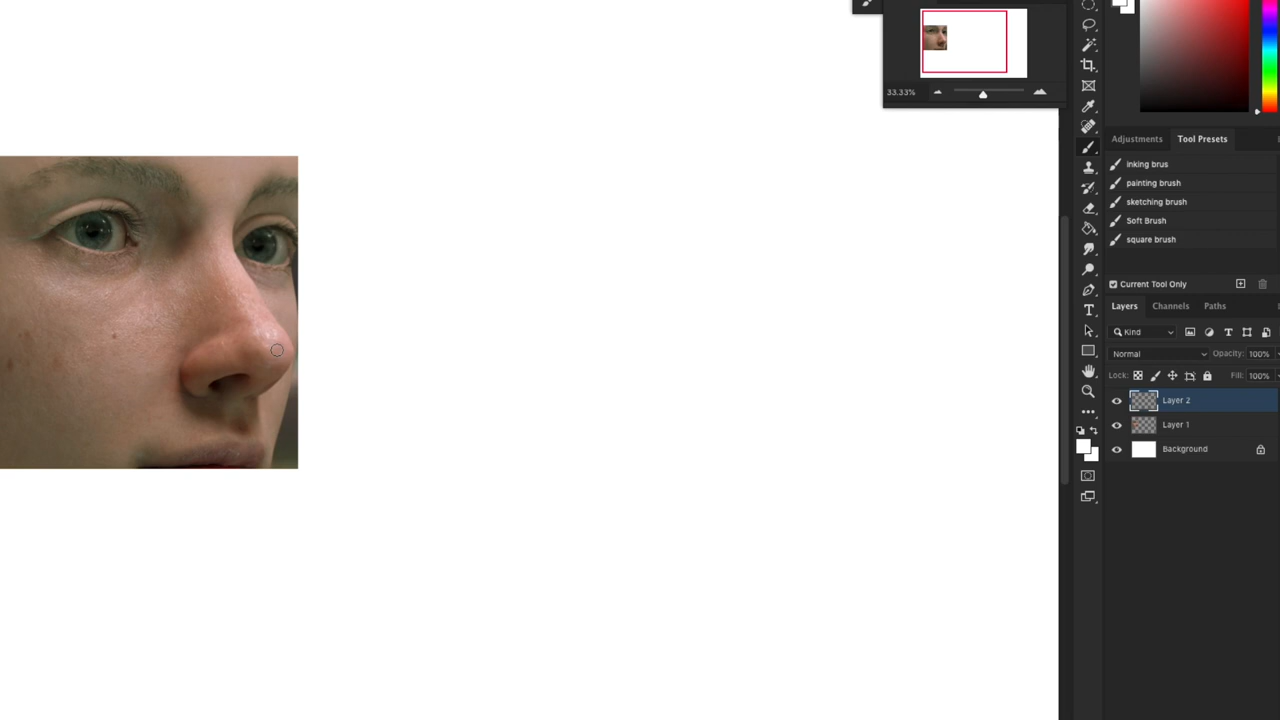 33.33%
Adjustments
Tool Presets
inking brus
painting brush
sketching brush
Soft Brush
square brush
Current Tool Only
Layers
Channels
Paths
Kind
Normal
Opacity: 100%
Lock:
Fill: 100%
Layer 2
Layer 1
Background